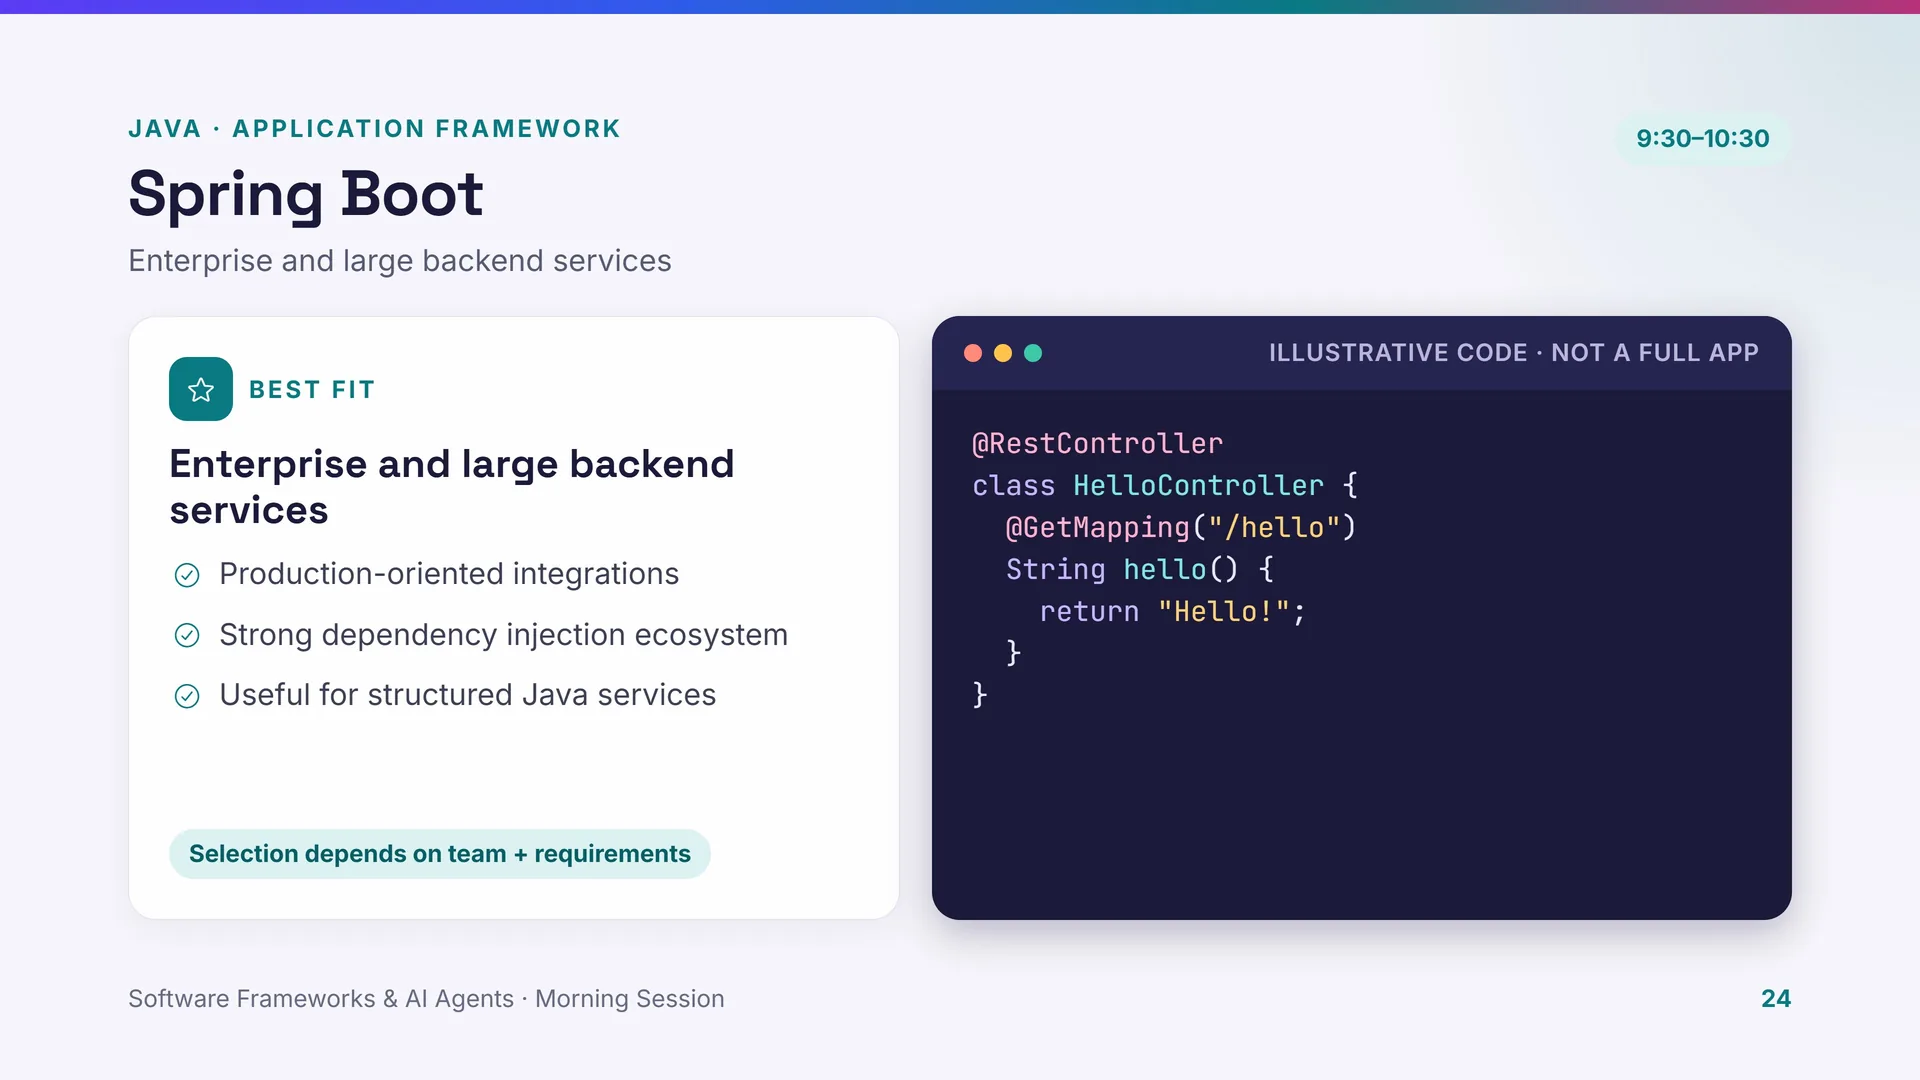 JAVA · APPLICATION FRAMEWORK
9:30–10:30
Spring Boot
Enterprise and large backend services
BEST FIT
Enterprise and large backend
services
Production-oriented integrations
Strong dependency injection ecosystem
Useful for structured Java services
Selection depends on team + requirements
ILLUSTRATIVE CODE · NOT A FULL APP
@RestController
class HelloController {
  @GetMapping("/hello")
  String hello() {
    return "Hello!";
  }
}
Software Frameworks & AI Agents · Morning Session
24